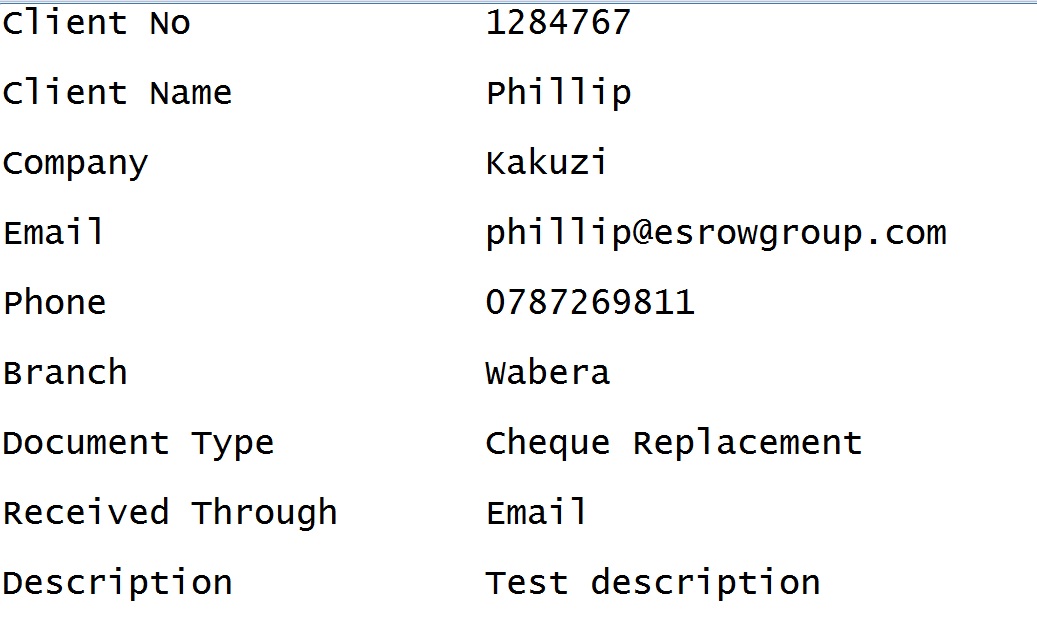 Client No 1284767
Client Name Phillip
Company Kakuzi
Email phillip@esrowgroup.com
Phone 0787269811
Branch Wabera
Document Type Cheque Replacement
Received Through Email
Description Test description